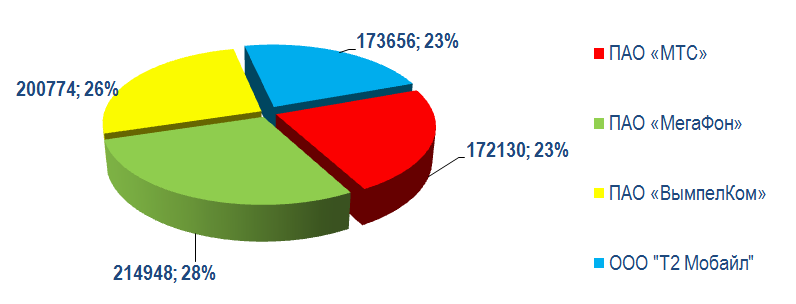 173656; 23%
200774; 26%
172130; 23%
214948; 28%
ПАО «МТС»
ПАО «МегаФон»
ПАО «ВымпелКом»
ООО "Т2 Мобайл"